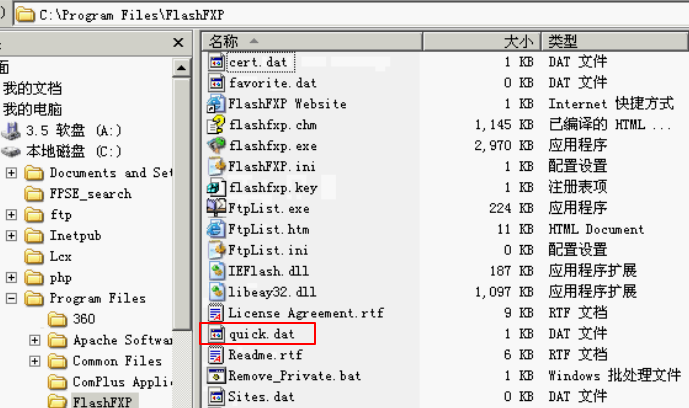 C:\Program Files\FlashFXP
面
我的文档
我的电脑
3.5 软盘 (A:)
本地磁盘 (C:)
Documents and Set
FPSE_search
ftp
Inetpub
Lcx
php
Program Files
360
Apache Softwar
Common Files
ComPlus Applic
FlashFXP
名称 大小 类型
cert.dat 1 KB DAT 文件
favorite.dat 0 KB DAT 文件
FlashFXP Website 1 KB Internet 快捷方式
flashfxp.chm 1,145 KB 已编译的 HTML ...
flashfxp.exe 2,970 KB 应用程序
FlashFXP.ini 1 KB 配置设置
flashfxp.key 1 KB 注册表项
FtpList.exe 224 KB 应用程序
FtpList.htm 11 KB HTML Document
FtpList.ini 0 KB 配置设置
IEFlash.dll 187 KB 应用程序扩展
libeay32.dll 1,097 KB 应用程序扩展
License Agreement.rtf 9 KB RTF 文档
quick.dat 1 KB DAT 文件
Readme.rtf 6 KB RTF 文档
Remove_Private.bat 1 KB Windows 批处理文件
Sites.dat 0 KB DAT 文件